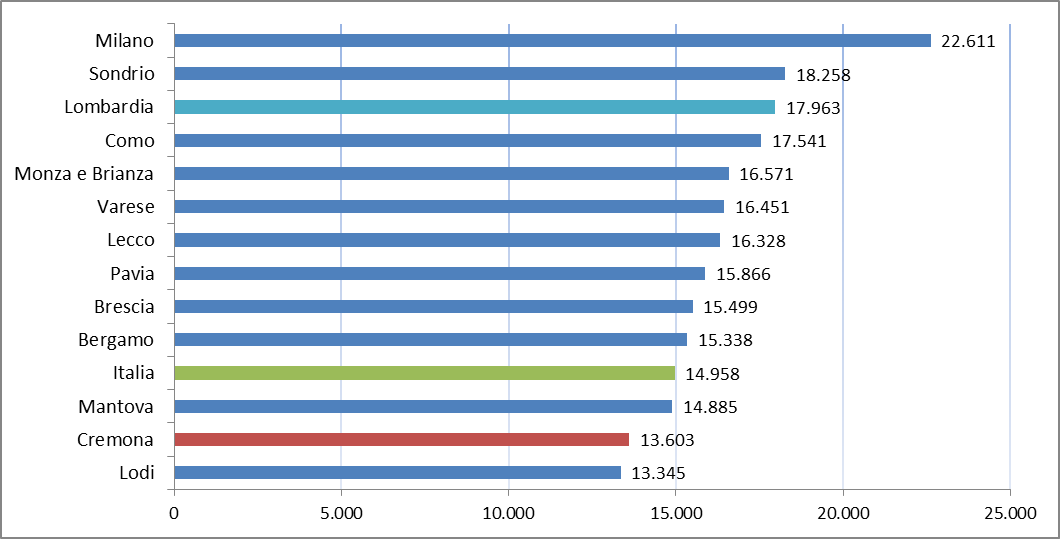 Milano 22.611
Sondrio 18.258
Lombardia 17.963
Como 17.541
Monza e Brianza 16.571
Varese 16.451
Lecco 16.328
Pavia 15.866
Brescia 15.499
Bergamo 15.338
Italia 14.958
Mantova 14.885
Cremona 13.603
Lodi 13.345
0 5.000 10.000 15.000 20.000 25.000